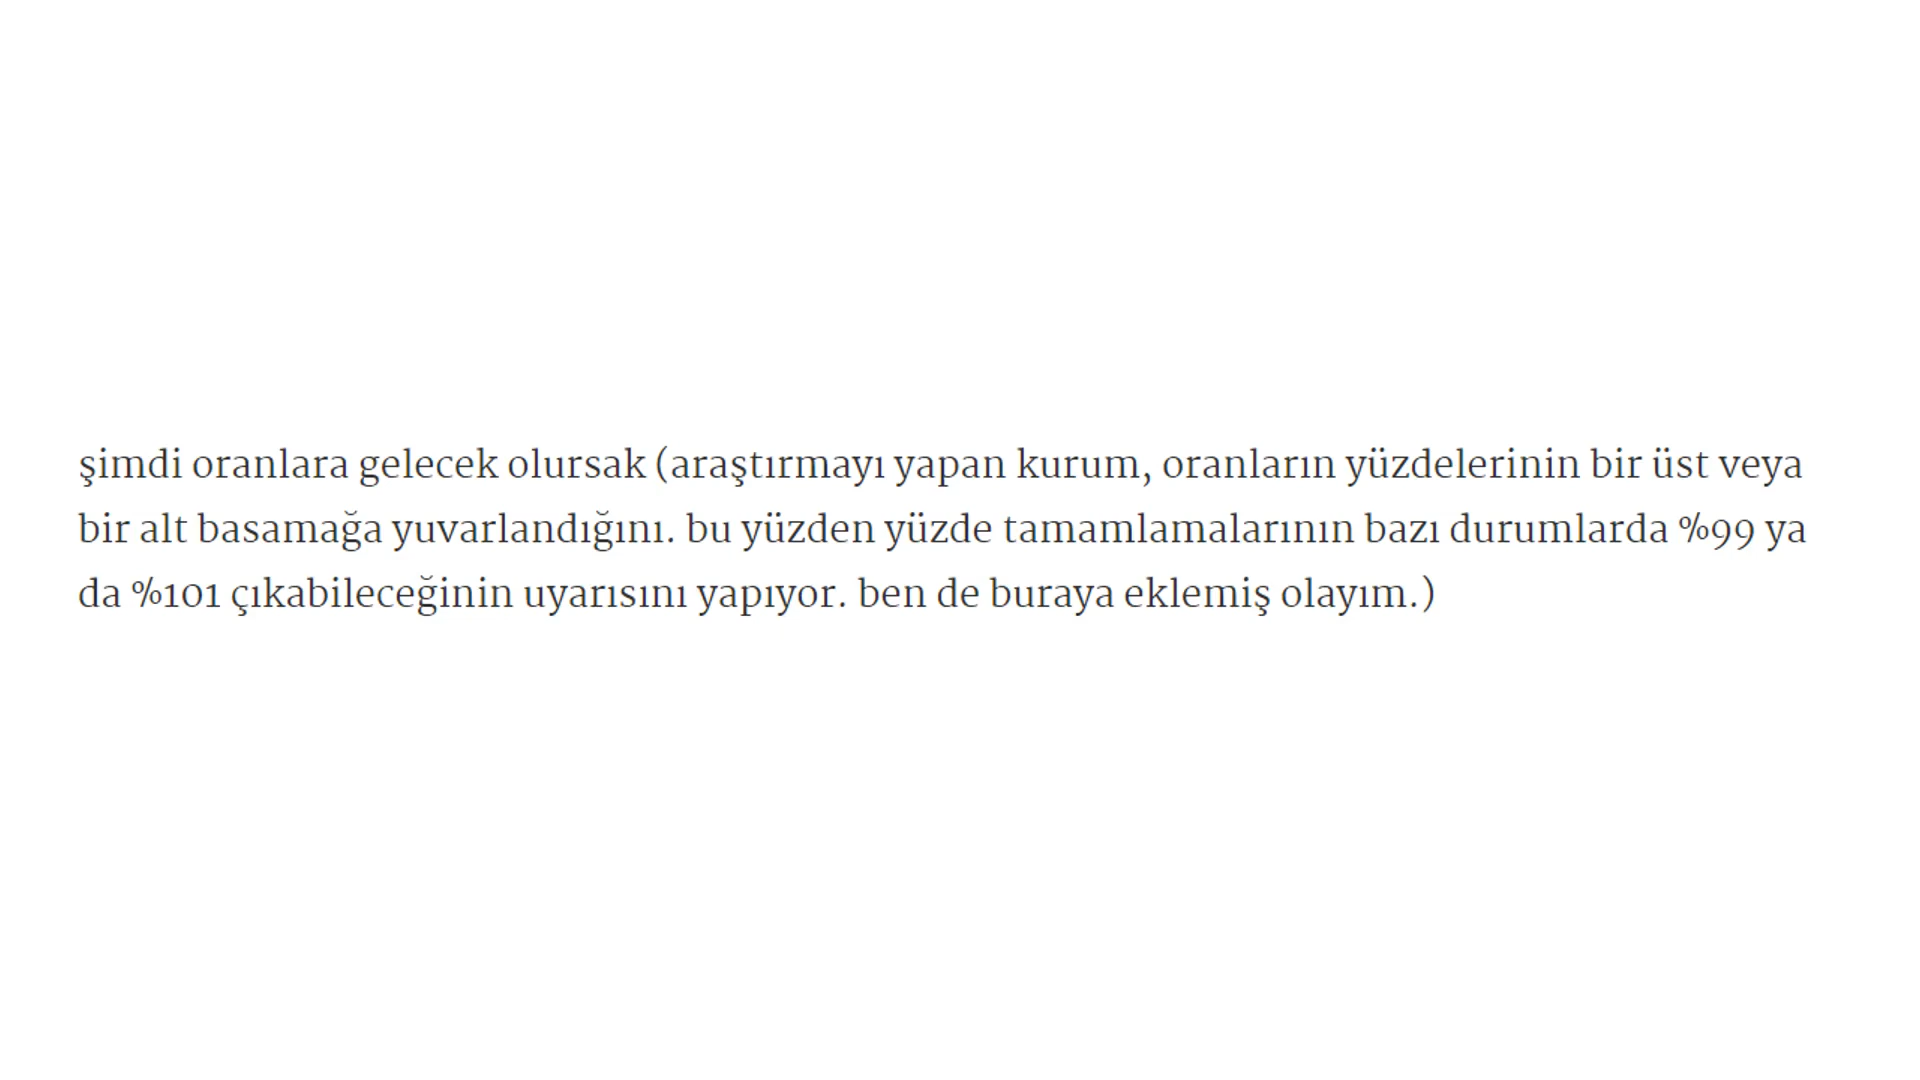 şimdi oranlara gelecek olursak (araştırmayı yapan kurum, oranların yüzdelerinin bir üst veya
bir alt basamağa yuvarlandığını. bu yüzden yüzde tamamlamalarının bazı durumlarda %99 ya
da %101 çıkabileceğinin uyarısını yapıyor. ben de buraya eklemiş olayım.)